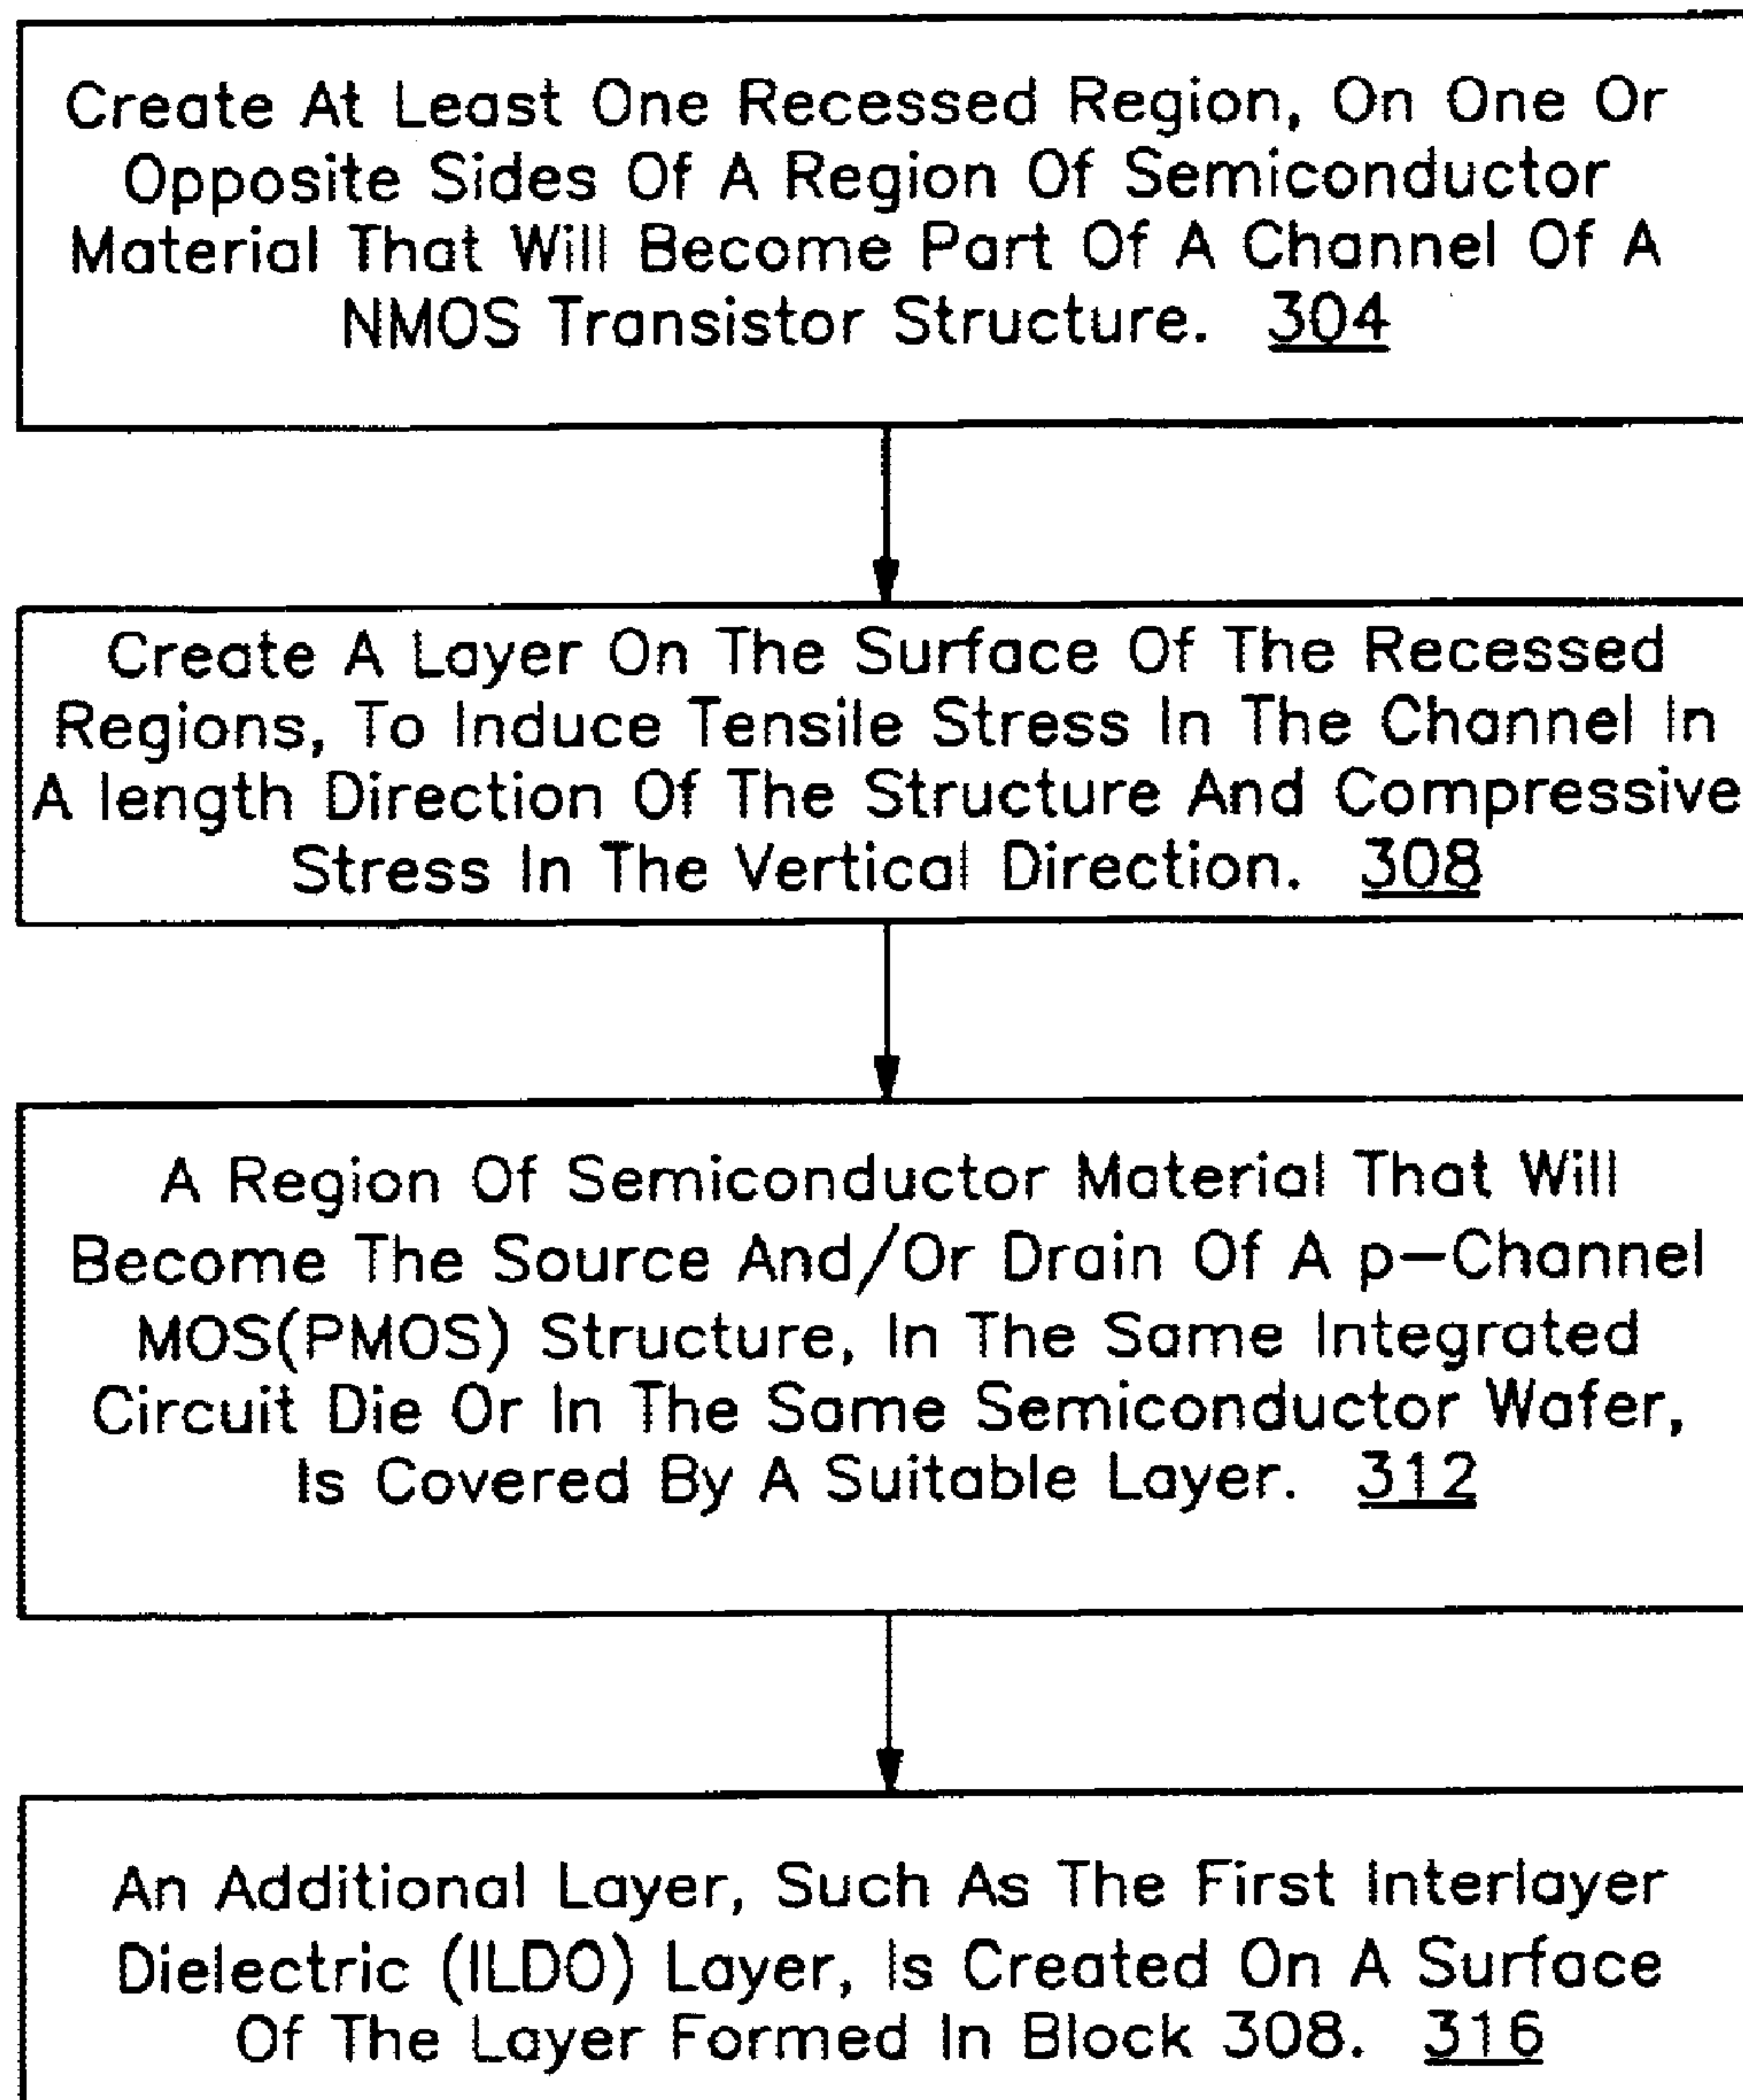 Create At Least One Recessed Region, On One Or
Opposite Sides Of A Region Of Semiconductor
Material That Will Become Part Of A Channel Of A
NMOS Transistor Structure. 304
Create A Layer On The Surface Of The Recessed
Regions, To Induce Tensile Stress In The Channel In
A length Direction Of The Structure And Compressive
Stress In The Vertical Direction. 308
A Region Of Semiconductor Material That Will
Become The Source And/Or Drain Of A p-Channel
MOS(PMOS) Structure, In The Same Integrated
Circuit Die Or In The Same Semiconductor Wafer,
Is Covered By A Suitable Layer. 312
An Additional Layer, Such As The First Interlayer
Dielectric (ILDO) Layer, Is Created On A Surface
Of The Layer Formed In Block 308. 316